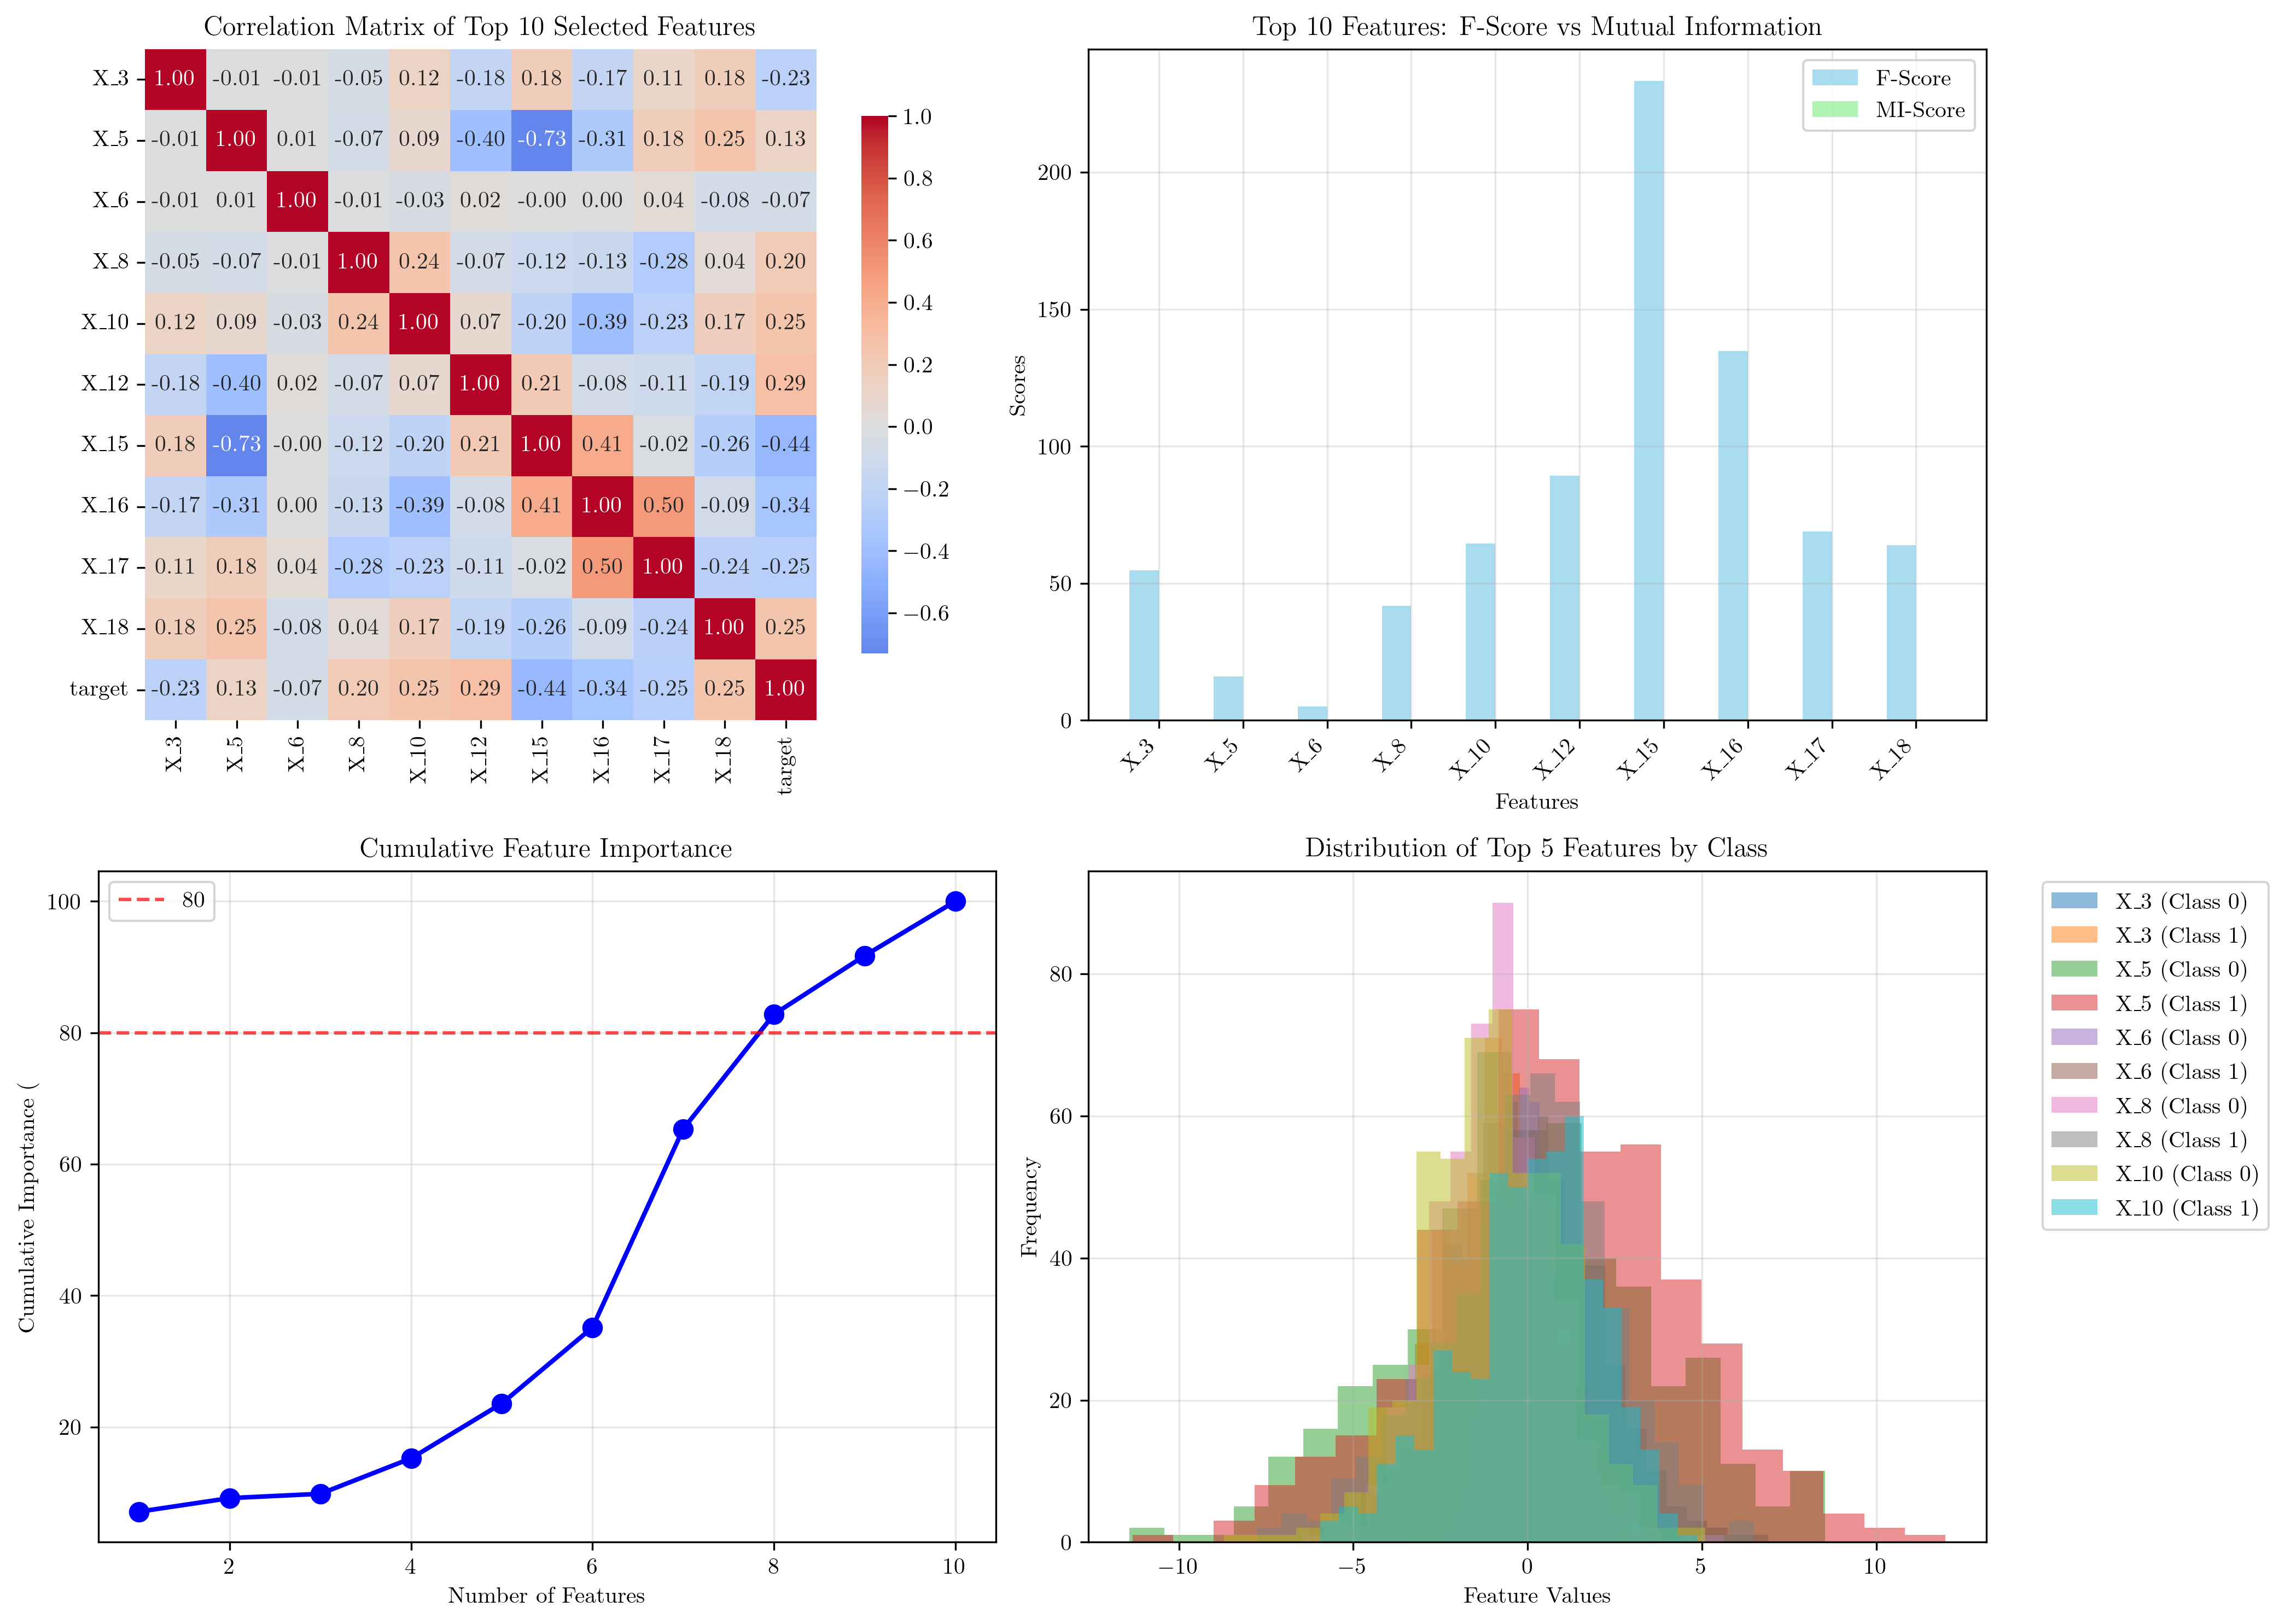 Correlation Matrix of Top 10 Selected Features
X_3 1.00 -0.01 -0.01 -0.05 0.12 -0.18 0.18 -0.17 0.11 0.18 -0.23
X_5 -0.01 1.00 0.01 -0.07 0.09 -0.40 -0.73 -0.31 0.18 0.25 0.13
X_6 -0.01 0.01 1.00 -0.01 -0.03 0.02 -0.00 0.00 0.04 -0.08 -0.07
X_8 -0.05 -0.07 -0.01 1.00 0.24 -0.07 -0.12 -0.13 -0.28 0.04 0.20
X_10 0.12 0.09 -0.03 0.24 1.00 0.07 -0.20 -0.39 -0.23 0.17 0.25
X_12 -0.18 -0.40 0.02 -0.07 0.07 1.00 0.21 -0.08 -0.11 -0.19 0.29
X_15 0.18 -0.73 -0.00 -0.12 -0.20 0.21 1.00 0.41 -0.02 -0.26 -0.44
X_16 -0.17 -0.31 0.00 -0.13 -0.39 -0.08 0.41 1.00 0.50 -0.09 -0.34
X_17 0.11 0.18 0.04 -0.28 -0.23 -0.11 -0.02 0.50 1.00 -0.24 -0.25
X_18 0.18 0.25 -0.08 0.04 0.17 -0.19 -0.26 -0.09 -0.24 1.00 0.25
target -0.23 0.13 -0.07 0.20 0.25 0.29 -0.44 -0.34 -0.25 0.25 1.00
X_3 X_5 X_6 X_8 X_10 X_12 X_15 X_16 X_17 X_18 target
1.0
0.8
0.6
0.4
0.2
0.0
−0.2
−0.4
−0.6
Top 10 Features: F-Score vs Mutual Information
F-Score
MI-Score
Scores
200
150
100
50
0
X_3 X_5 X_6 X_8 X_10 X_12 X_15 X_16 X_17 X_18
Features
Cumulative Feature Importance
80
Cumulative Importance (
100
80
60
40
20
2 4 6 8 10
Number of Features
Distribution of Top 5 Features by Class
Frequency
80
60
40
20
0
−10 −5 0 5 10
Feature Values
X_3 (Class 0)
X_3 (Class 1)
X_5 (Class 0)
X_5 (Class 1)
X_6 (Class 0)
X_6 (Class 1)
X_8 (Class 0)
X_8 (Class 1)
X_10 (Class 0)
X_10 (Class 1)